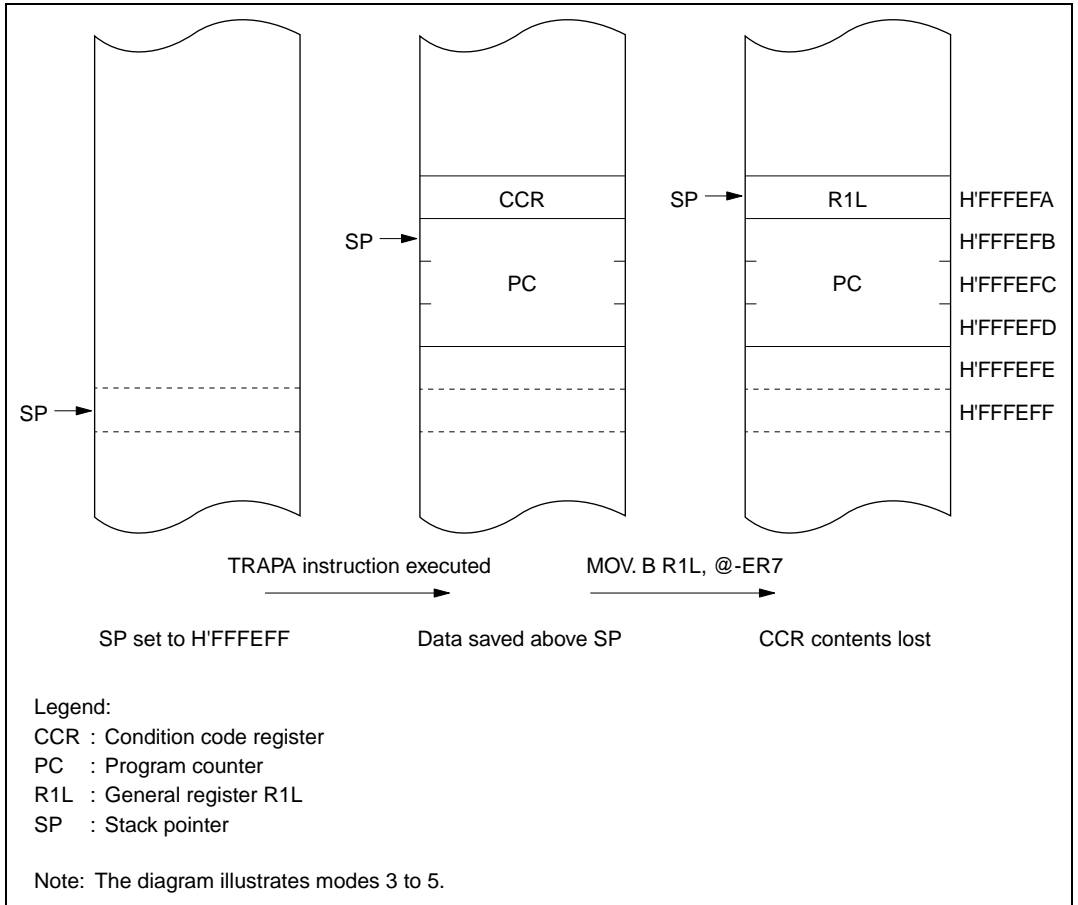 CCR
SP
R1L
H'FFFEFA
SP
H'FFFEFB
PC
PC
H'FFFEFC
H'FFFEFD
H'FFFEFE
SP
H'FFFEFF
TRAPA instruction executed
MOV. B R1L, @-ER7
SP set to H'FFFEFF
Data saved above SP
CCR contents lost
Legend:
CCR : Condition code register
PC : Program counter
R1L : General register R1L
SP : Stack pointer
Note: The diagram illustrates modes 3 to 5.